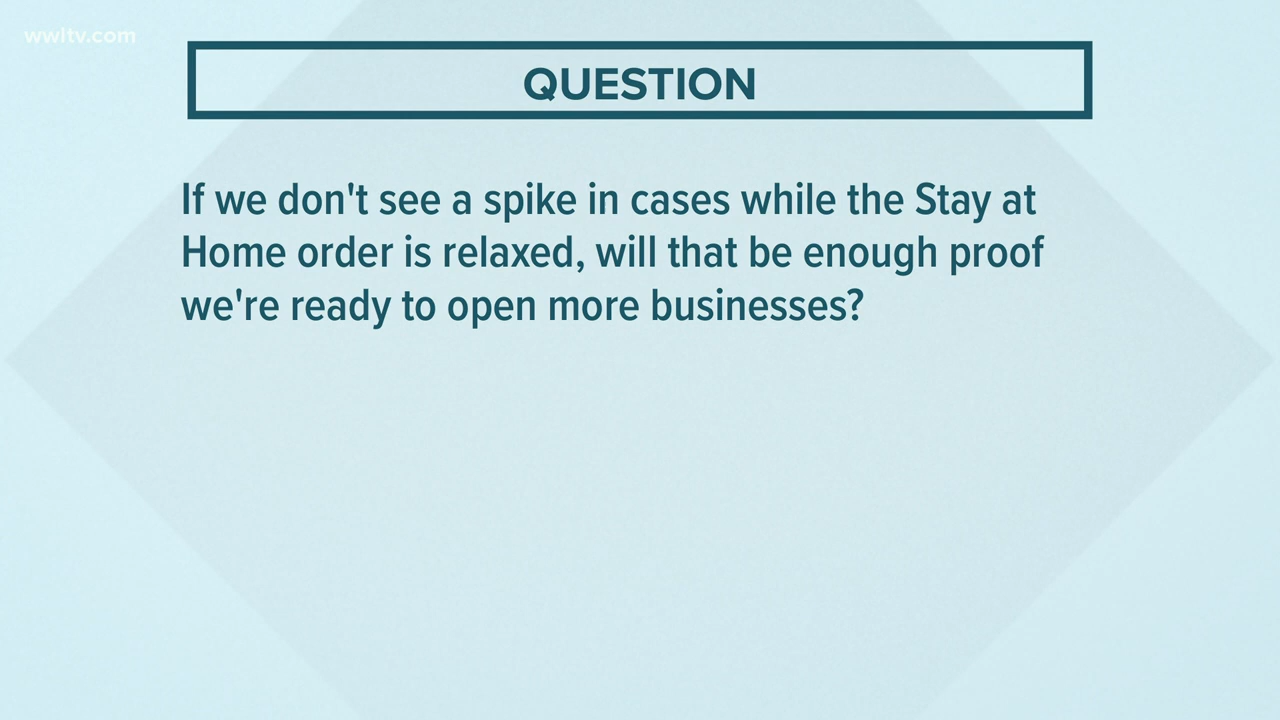 wwltv.com
QUESTION
If we don't see a spike in cases while the Stay at
Home order is relaxed, will that be enough proof
we're ready to open more businesses?